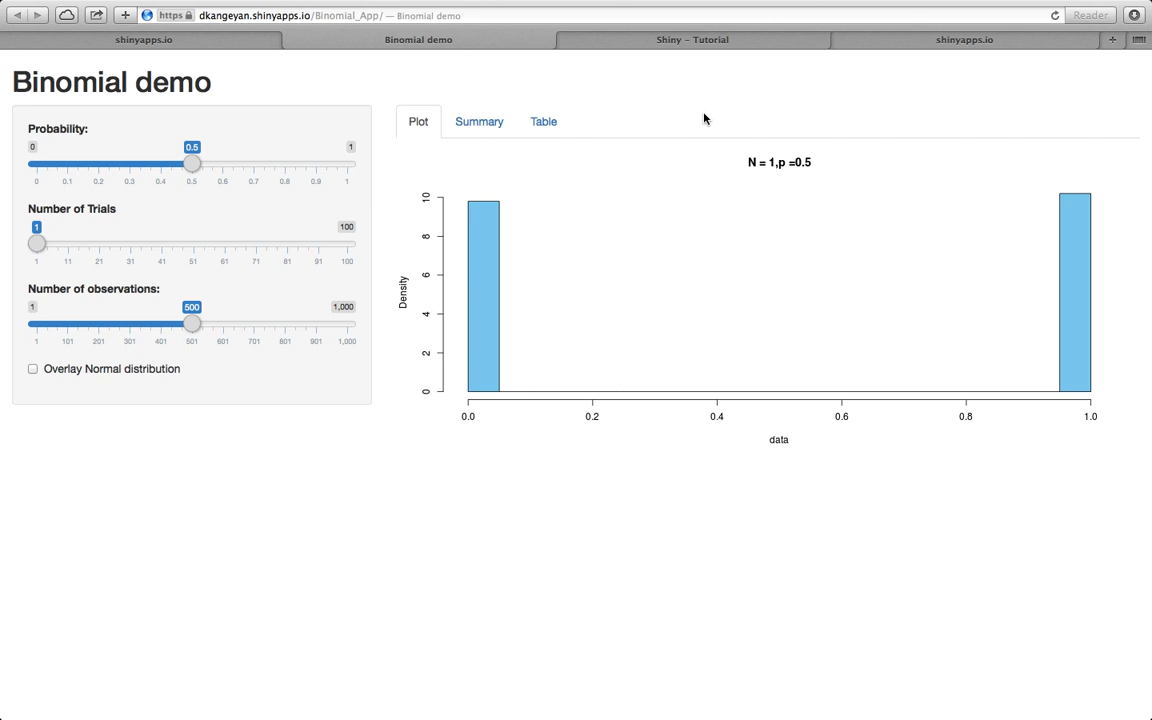 https dkangeyan.shinyapps.io/Binomial_App/ — Binomial demo
Reader
shinyapps.io
Binomial demo
Shiny – Tutorial
shinyapps.io
Binomial demo
Probability:
0
0.5
1
0 0.1 0.2 0.3 0.4 0.5 0.6 0.7 0.8 0.9 1
Number of Trials
1
100
1 11 21 31 41 51 61 71 81 91 100
Number of observations:
1
500
1,000
1 101 201 301 401 501 601 701 801 901 1,000
Overlay Normal distribution
Plot
Summary
Table
N = 1,p =0.5
Density
10
8
6
4
2
0
0.0 0.2 0.4 0.6 0.8 1.0
data